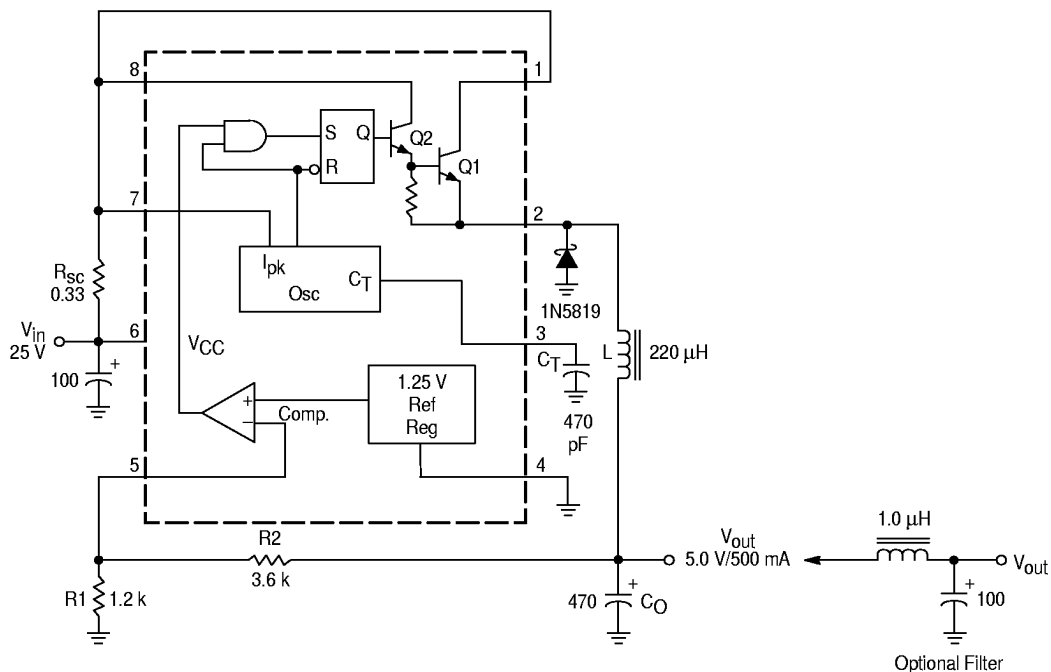 8
1
S
Q
Q2
R
Q1
7
2
Ipk
CT
Osc
1N5819
Rsc
0.33
Vin
25 V
6
VCC
3
CT
L
220 μH
100
+
470
pF
+
–
Comp.
1.25 V
Ref
Reg
5
4
R2
3.6 k
R1
1.2 k
Vout
5.0 V/500 mA
470
+
CO
1.0 μH
Vout
+
100
Optional Filter